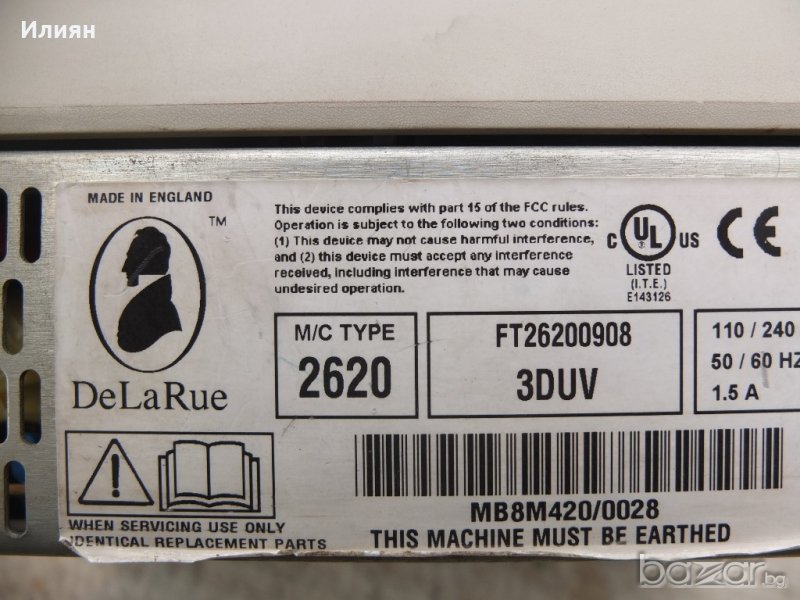 Илиян
MADE IN ENGLAND
TM
DeLaRue
This device complies with part 15 of the FCC rules.
Operation is subject to the following two conditions:
(1) This device may not cause harmful interference,
and (2) this device must accept any interference
received, including interference that may cause
undesired operation.
C UL US CE
LISTED
(I.T.E.)
E143126
M/C TYPE
2620
FT26200908
3DUV
110 / 240
50 / 60 HZ
1.5 A
WHEN SERVICING USE ONLY
IDENTICAL REPLACEMENT PARTS
MB8M420/0028
THIS MACHINE MUST BE EARTHED
bazar.bg